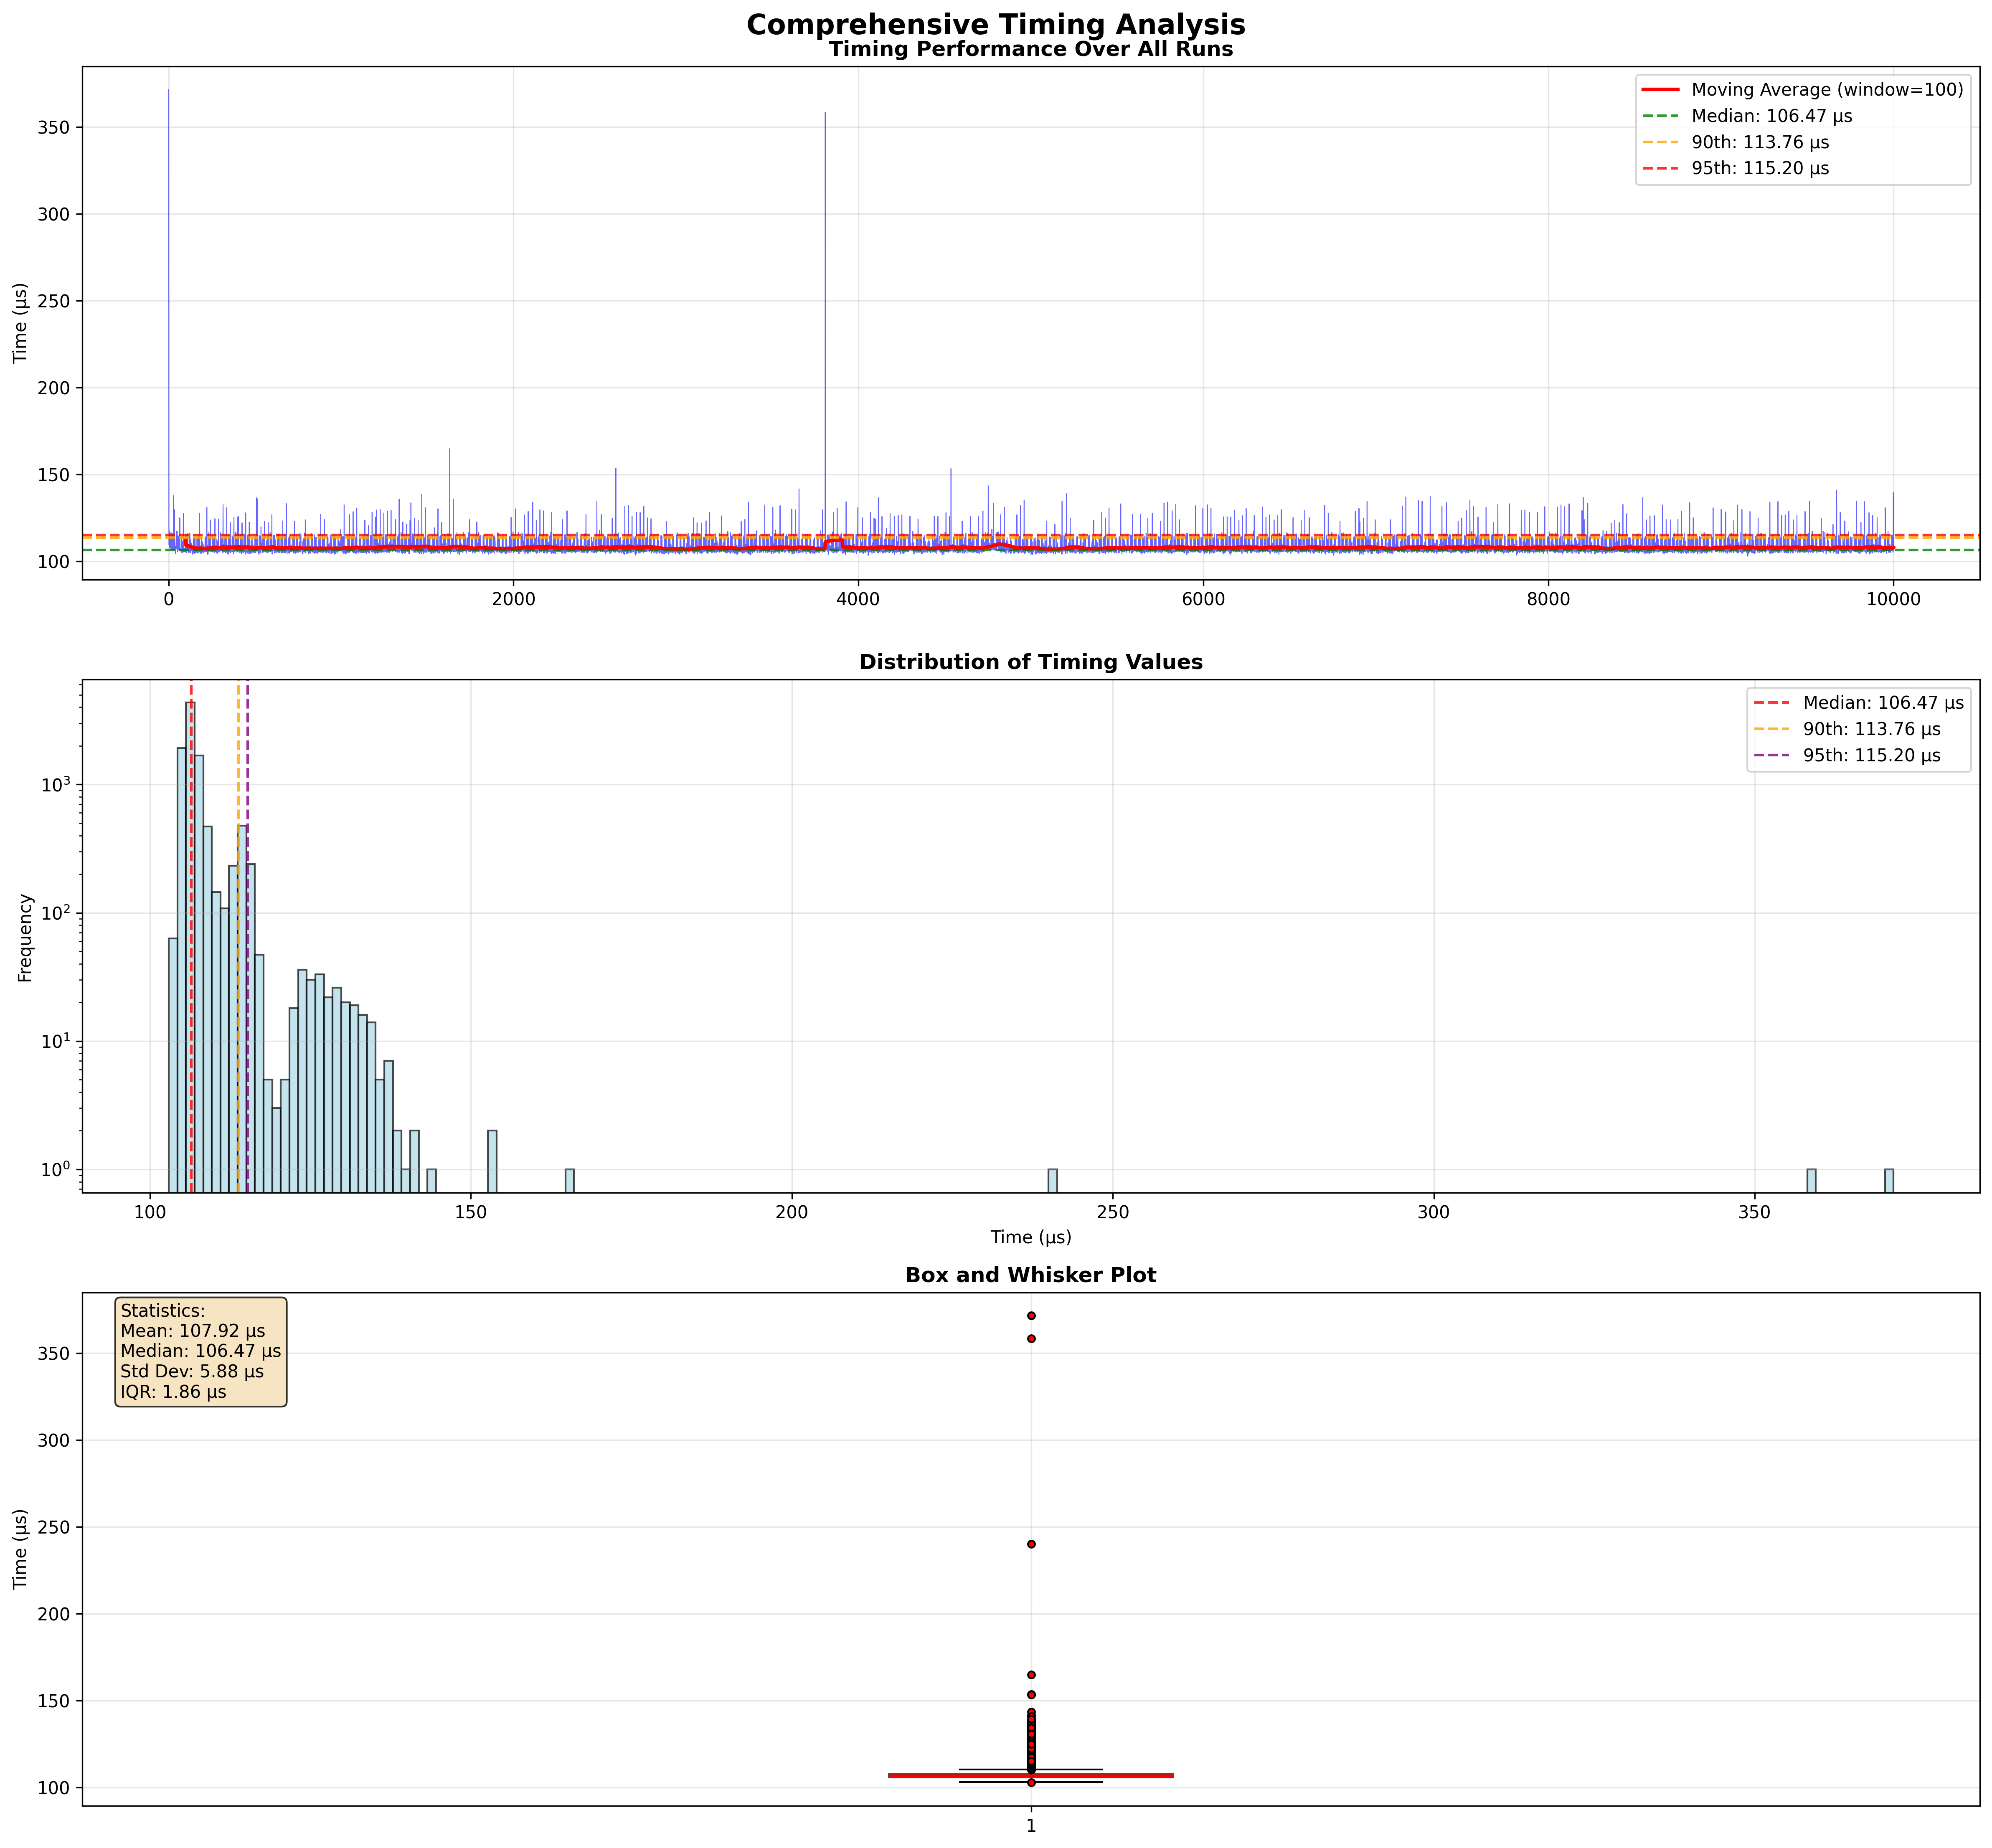 Comprehensive Timing Analysis
Timing Performance Over All Runs
Time (µs)
350
300
250
200
150
100
0
2000
4000
6000
8000
10000
Moving Average (window=100)
Median: 106.47 µs
90th: 113.76 µs
95th: 115.20 µs
Distribution of Timing Values
Frequency
10³
10²
10¹
10⁰
100
150
200
250
300
350
Time (µs)
Median: 106.47 µs
90th: 113.76 µs
95th: 115.20 µs
Box and Whisker Plot
Statistics:
Mean: 107.92 µs
Median: 106.47 µs
Std Dev: 5.88 µs
IQR: 1.86 µs
Time (µs)
350
300
250
200
150
100
1